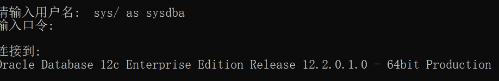 请输入用户名:  sys/ as sysdba
输入口令:
连接到:
Oracle Database 12c Enterprise Edition Release 12.2.0.1.0 - 64bit Production